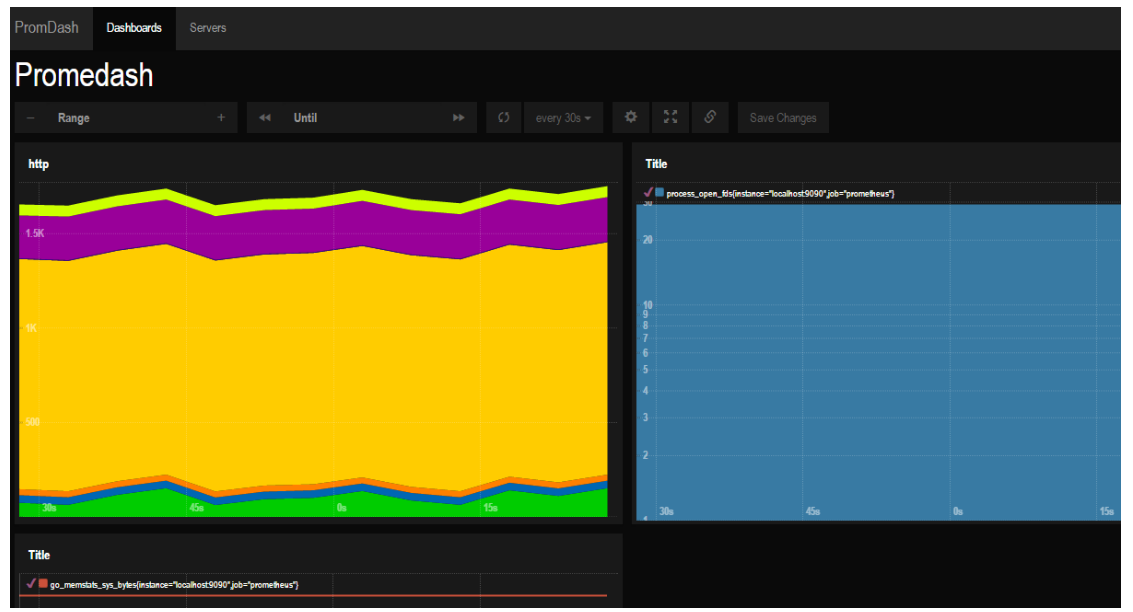 PromDash Dashboards Servers
Promedash
− Range + Until every 30s Save Changes
http
1.5K
1K
500
30s 45s 0s 15s
Title
process_open_fds{instance="localhost:9090",job="prometheus"}
30
20
10
9
8
7
6
5
4
3
2
1
30s 45s 0s 15s
Title
go_memstats_sys_bytes{instance="localhost:9090",job="prometheus"}